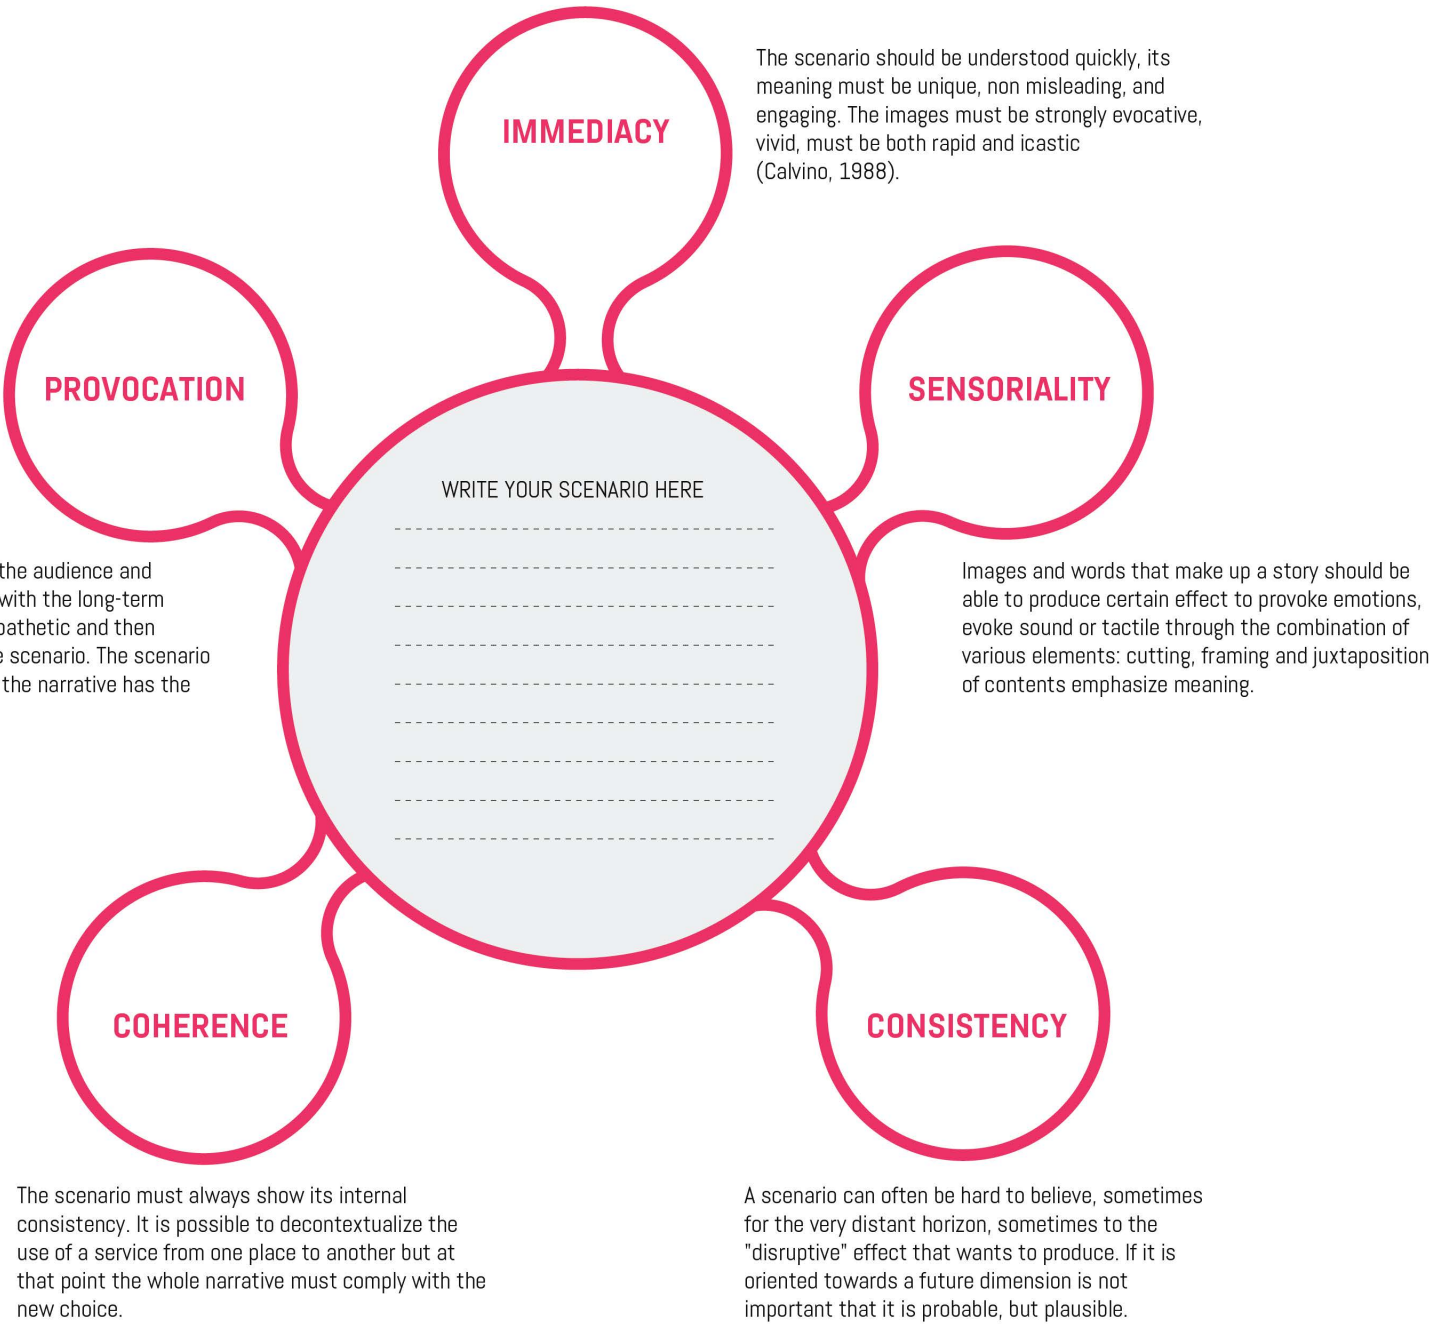 IMMEDIACY
The scenario should be understood quickly, its
meaning must be unique, non misleading, and
engaging. The images must be strongly evocative,
vivid, must be both rapid and icastic
(Calvino, 1988).
PROVOCATION
SENSORIALITY
WRITE YOUR SCENARIO HERE
the audience and
with the long-term
pathetic and then
scenario. The scenario
the narrative has the
Images and words that make up a story should be
able to produce certain effect to provoke emotions,
evoke sound or tactile through the combination of
various elements: cutting, framing and juxtaposition
of contents emphasize meaning.
COHERENCE
CONSISTENCY
The scenario must always show its internal
consistency. It is possible to decontextualize the
use of a service from one place to another but at
that point the whole narrative must comply with the
new choice.
A scenario can often be hard to believe, sometimes
for the very distant horizon, sometimes to the
"disruptive" effect that wants to produce. If it is
oriented towards a future dimension is not
important that it is probable, but plausible.